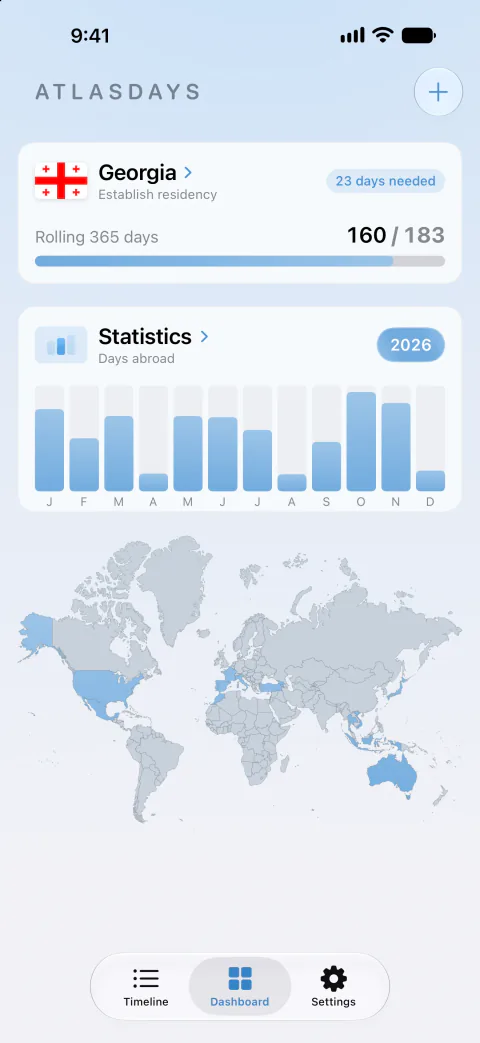 9:41
ATLASDAYS
Georgia
23 days needed
Establish residency
Rolling 365 days 160 / 183
Statistics
2026
Days abroad
J F M A M J J A S O N D
Timeline Dashboard Settings